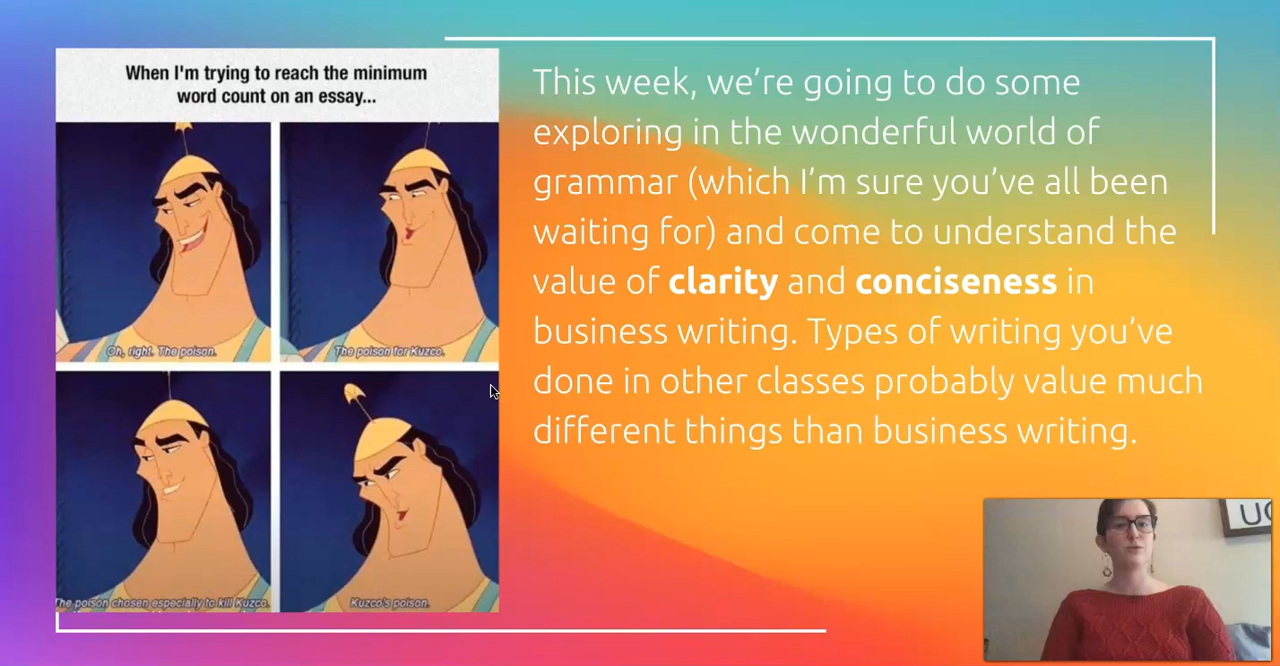 When I'm trying to reach the minimum
word count on an essay...
Oh, right. The poison.
The poison for Kuzco.
The poison chosen especially to kill Kuzco.
Kuzco's poison.
This week, we’re going to do some
exploring in the wonderful world of
grammar (which I’m sure you’ve all been
waiting for) and come to understand the
value of clarity and conciseness in
business writing. Types of writing you’ve
done in other classes probably value much
different things than business writing.